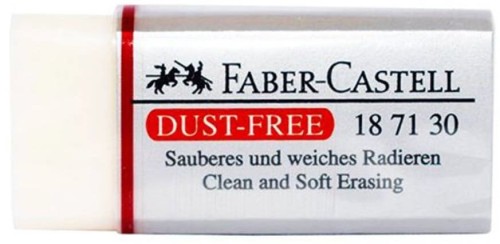 FABER-CASTELL
DUST-FREE 18 71 30
Sauberes und weiches Radieren
Clean and Soft Erasing